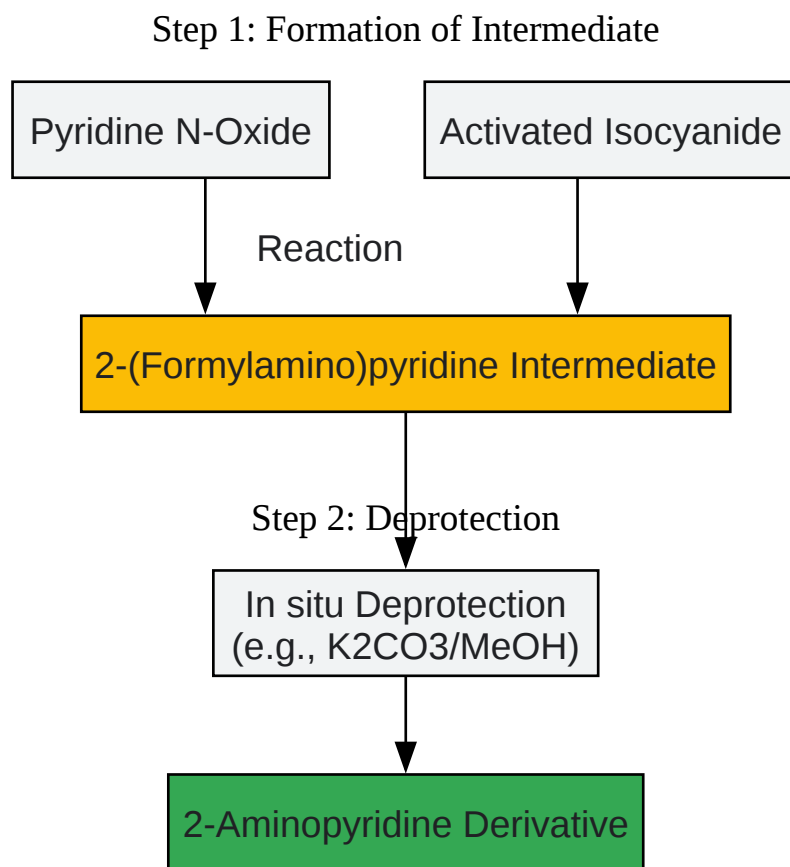 Step 1: Formation of Intermediate
Pyridine N-Oxide
Activated Isocyanide
Reaction
2-(Formylamino)pyridine Intermediate
Step 2: Deprotection
In situ Deprotection
(e.g., K2CO3/MeOH)
2-Aminopyridine Derivative